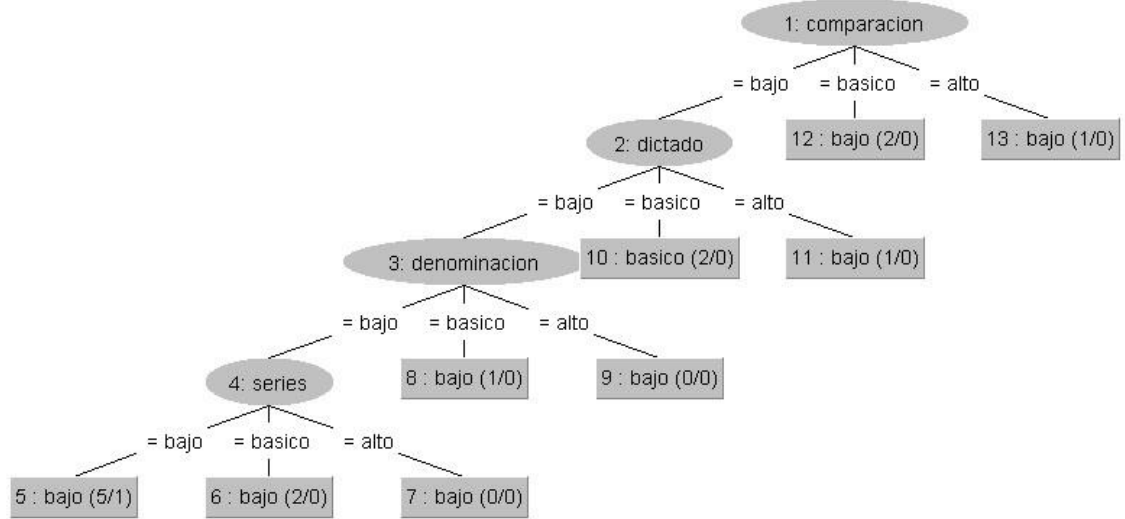 1: comparacion
= bajo = basico = alto
2: dictado 12 : bajo (2/0) 13 : bajo (1/0)
= bajo = basico = alto
3: denominacion 10 : basico (2/0) 11 : bajo (1/0)
= bajo = basico = alto
4: series 8 : bajo (1/0) 9 : bajo (0/0)
= bajo = basico = alto
5 : bajo (5/1) 6 : bajo (2/0) 7 : bajo (0/0)